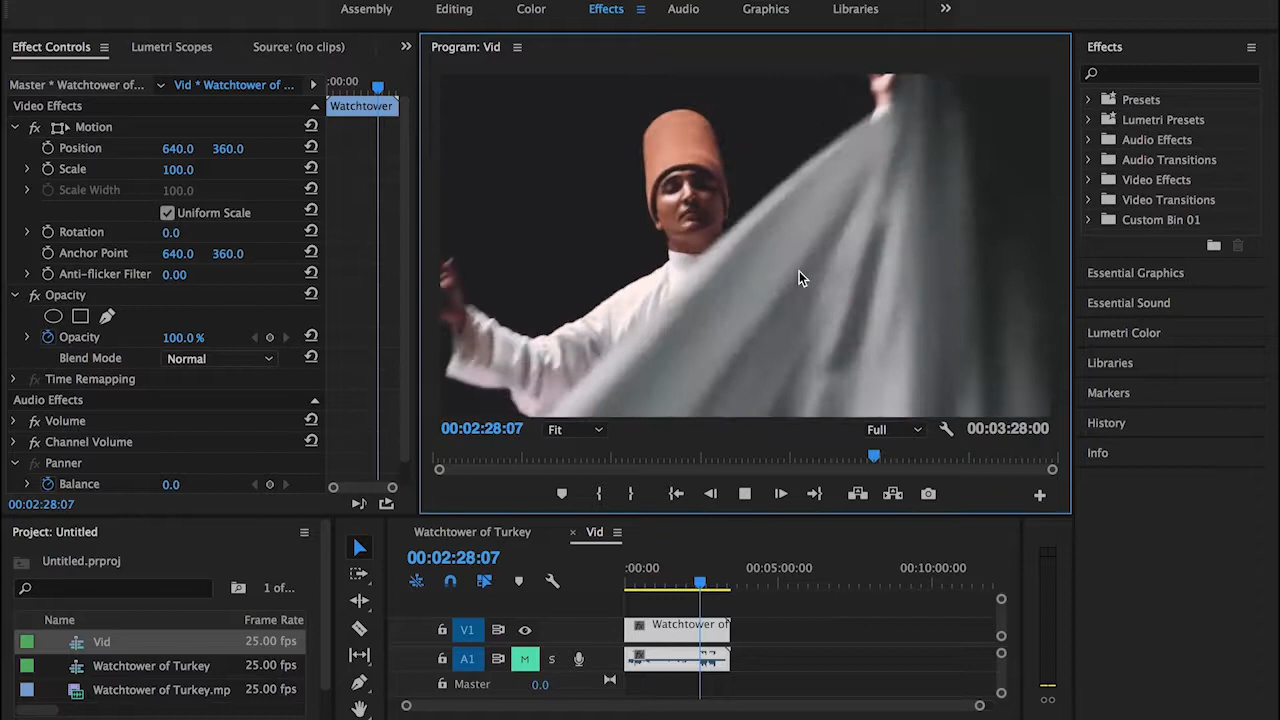 Assembly Editing Color Effects Audio Graphics Libraries
Effect Controls Lumetri Scopes Source: (no clips)
Program: Vid
Effects
Master * Watchtower of... Vid * Watchtower of ... :00:00
Video Effects Watchtower
fx Motion
Position 640.0 360.0
Scale 100.0
Scale Width 100.0
Uniform Scale
Rotation 0.0
Anchor Point 640.0 360.0
Anti-flicker Filter 0.00
fx Opacity
Opacity 100.0 %
Blend Mode Normal
fx Time Remapping
Audio Effects
fx Volume
fx Channel Volume
fx Panner
Balance 0.0
00:02:28:07
00:02:28:07 Fit Full 00:03:28:00
Presets
Lumetri Presets
Audio Effects
Audio Transitions
Video Effects
Video Transitions
Custom Bin 01
Essential Graphics
Essential Sound
Lumetri Color
Libraries
Markers
History
Info
Project: Untitled
Untitled.prproj
1 of...
Name Frame Rate
Vid 25.00 fps
Watchtower of Turkey 25.00 fps
Watchtower of Turkey.mp 25.00 fps
Watchtower of Turkey × Vid
00:02:28:07
:00:00 00:05:00:00 00:10:00:00
V1 fx Watchtower of
A1 M S fx
Master 0.0